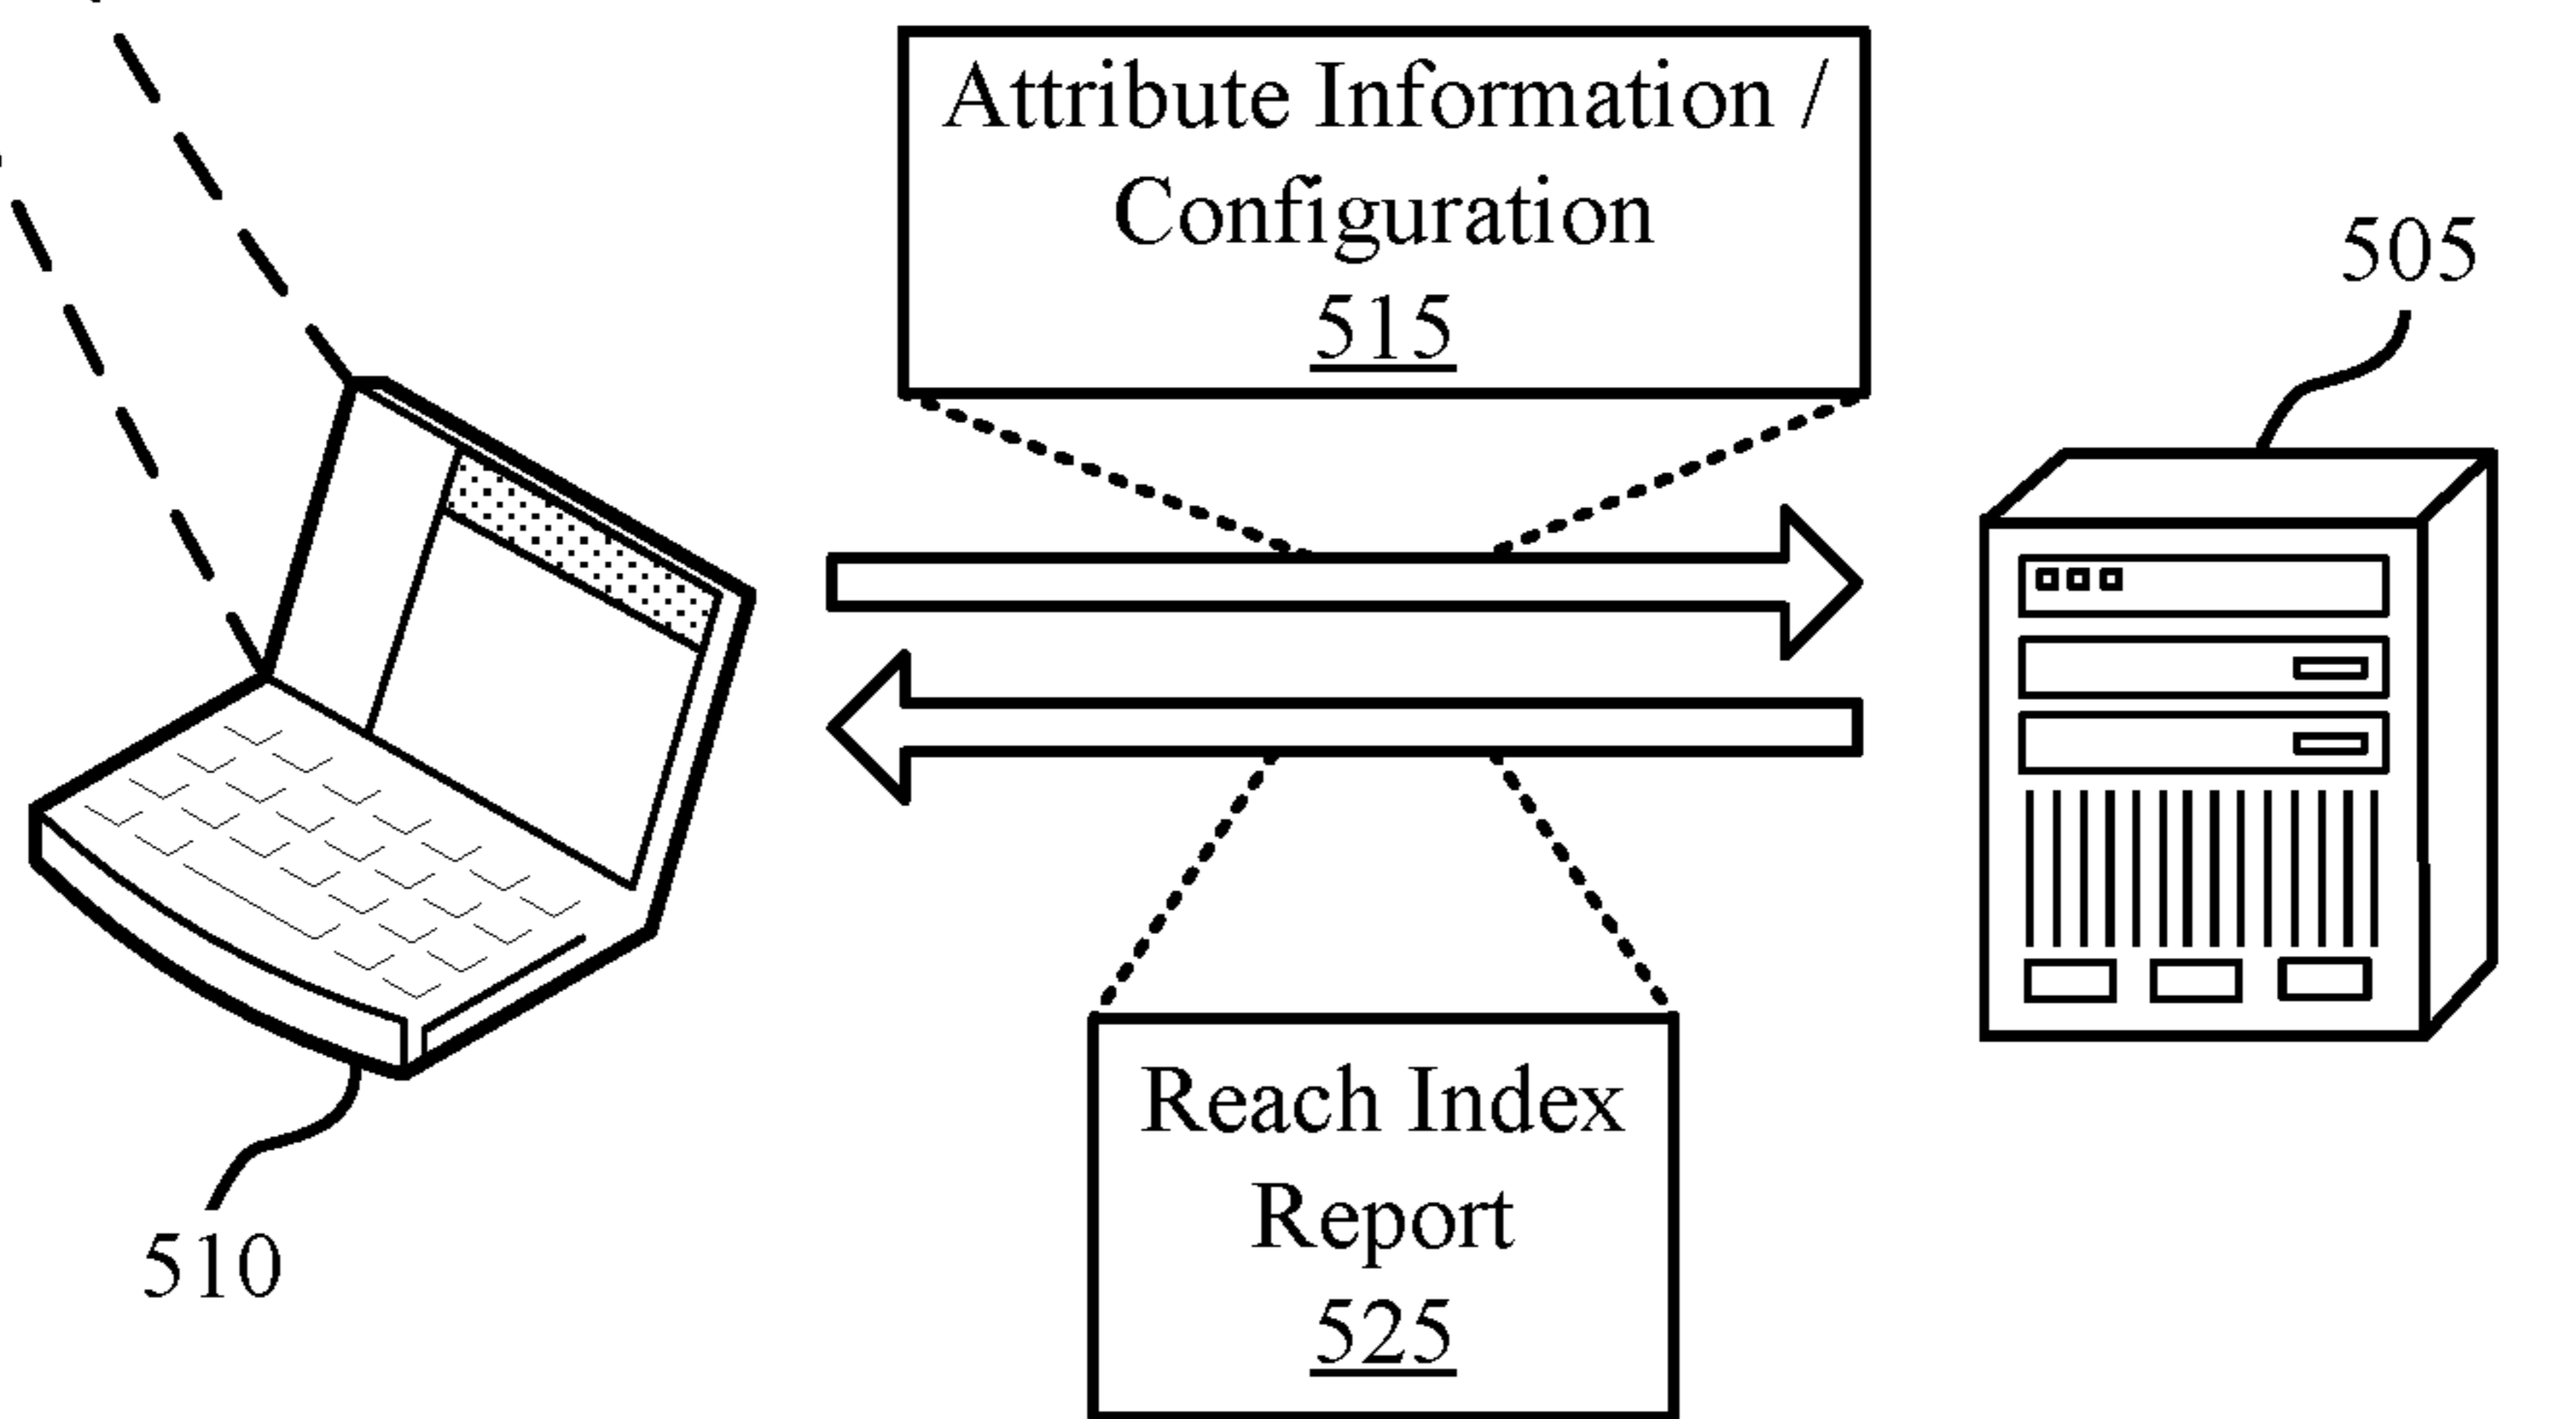 Attribute Information /
Configuration
515
505
Reach Index
Report
525
510